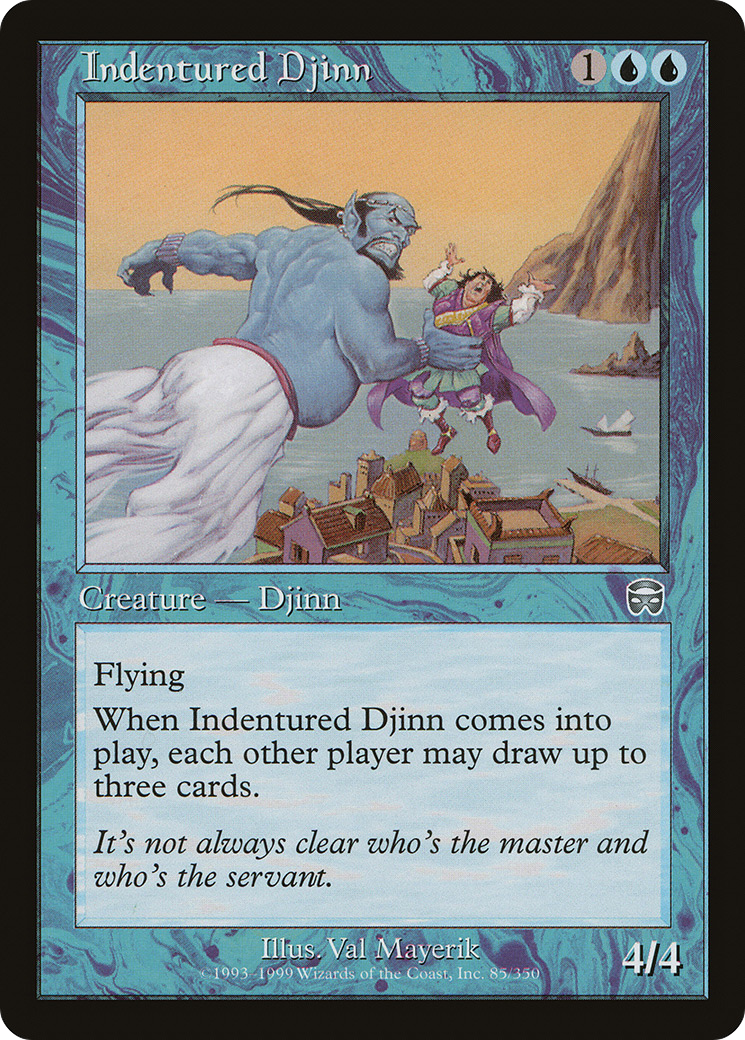 Indentured Djinn 1
Creature — Djinn
Flying
When Indentured Djinn comes into
play, each other player may draw up to
three cards.
It's not always clear who's the master and
who's the servant.
Illus. Val Mayerik
©1993–1999 Wizards of the Coast, Inc. 85/350
4/4